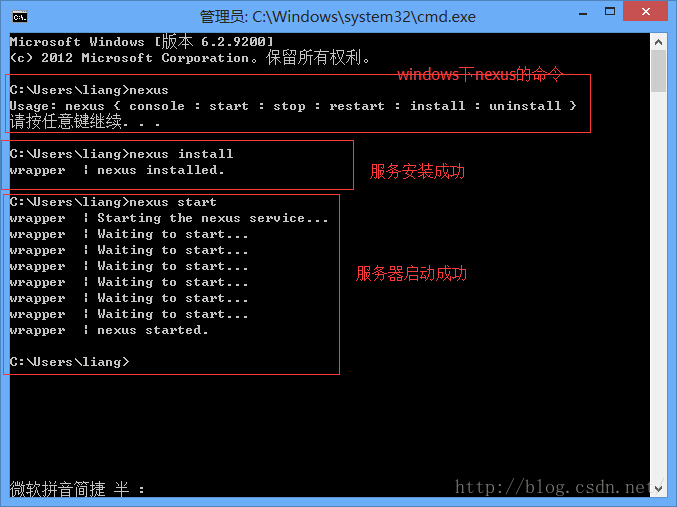 管理员: C:\Windows\system32\cmd.exe
Microsoft Windows [版本 6.2.9200]
(c) 2012 Microsoft Corporation。保留所有权利。
windows下nexus的命令
C:\Users\liang>nexus
Usage: nexus { console : start : stop : restart : install : uninstall }
请按任意键继续. . .
C:\Users\liang>nexus install
wrapper  | nexus installed.
服务安装成功
C:\Users\liang>nexus start
wrapper  | Starting the nexus service...
wrapper  | Waiting to start...
wrapper  | Waiting to start...
wrapper  | Waiting to start...
wrapper  | Waiting to start...
wrapper  | Waiting to start...
wrapper  | Waiting to start...
wrapper  | nexus started.
服务器启动成功
C:\Users\liang>
微软拼音简捷 半 :
http://blog.csdn.net/